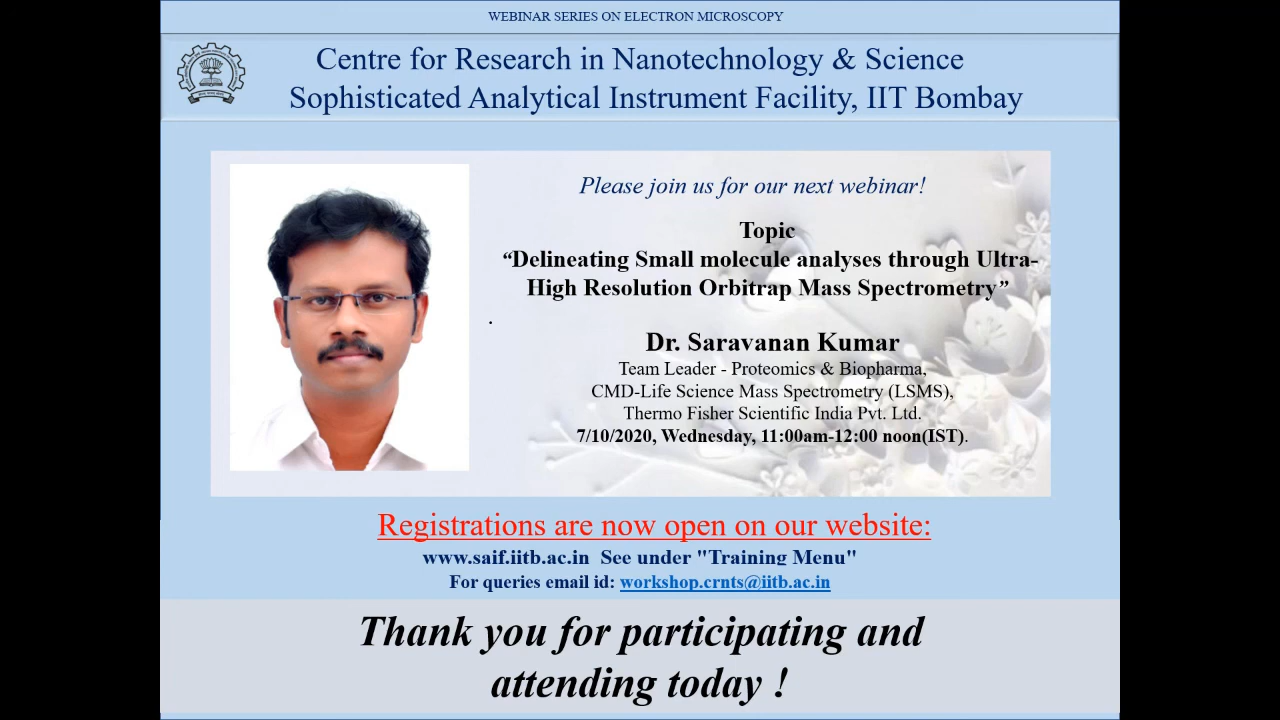 WEBINAR SERIES ON ELECTRON MICROSCOPY
Centre for Research in Nanotechnology & Science
Sophisticated Analytical Instrument Facility, IIT Bombay
Please join us for our next webinar!
Topic
“Delineating Small molecule analyses through Ultra-
High Resolution Orbitrap Mass Spectrometry”
.
Dr. Saravanan Kumar
Team Leader - Proteomics & Biopharma,
CMD-Life Science Mass Spectrometry (LSMS),
Thermo Fisher Scientific India Pvt. Ltd.
7/10/2020, Wednesday, 11:00am-12:00 noon(IST).
Registrations are now open on our website:
www.saif.iitb.ac.in See under "Training Menu"
For queries email id: workshop.crnts@iitb.ac.in
Thank you for participating and
attending today !